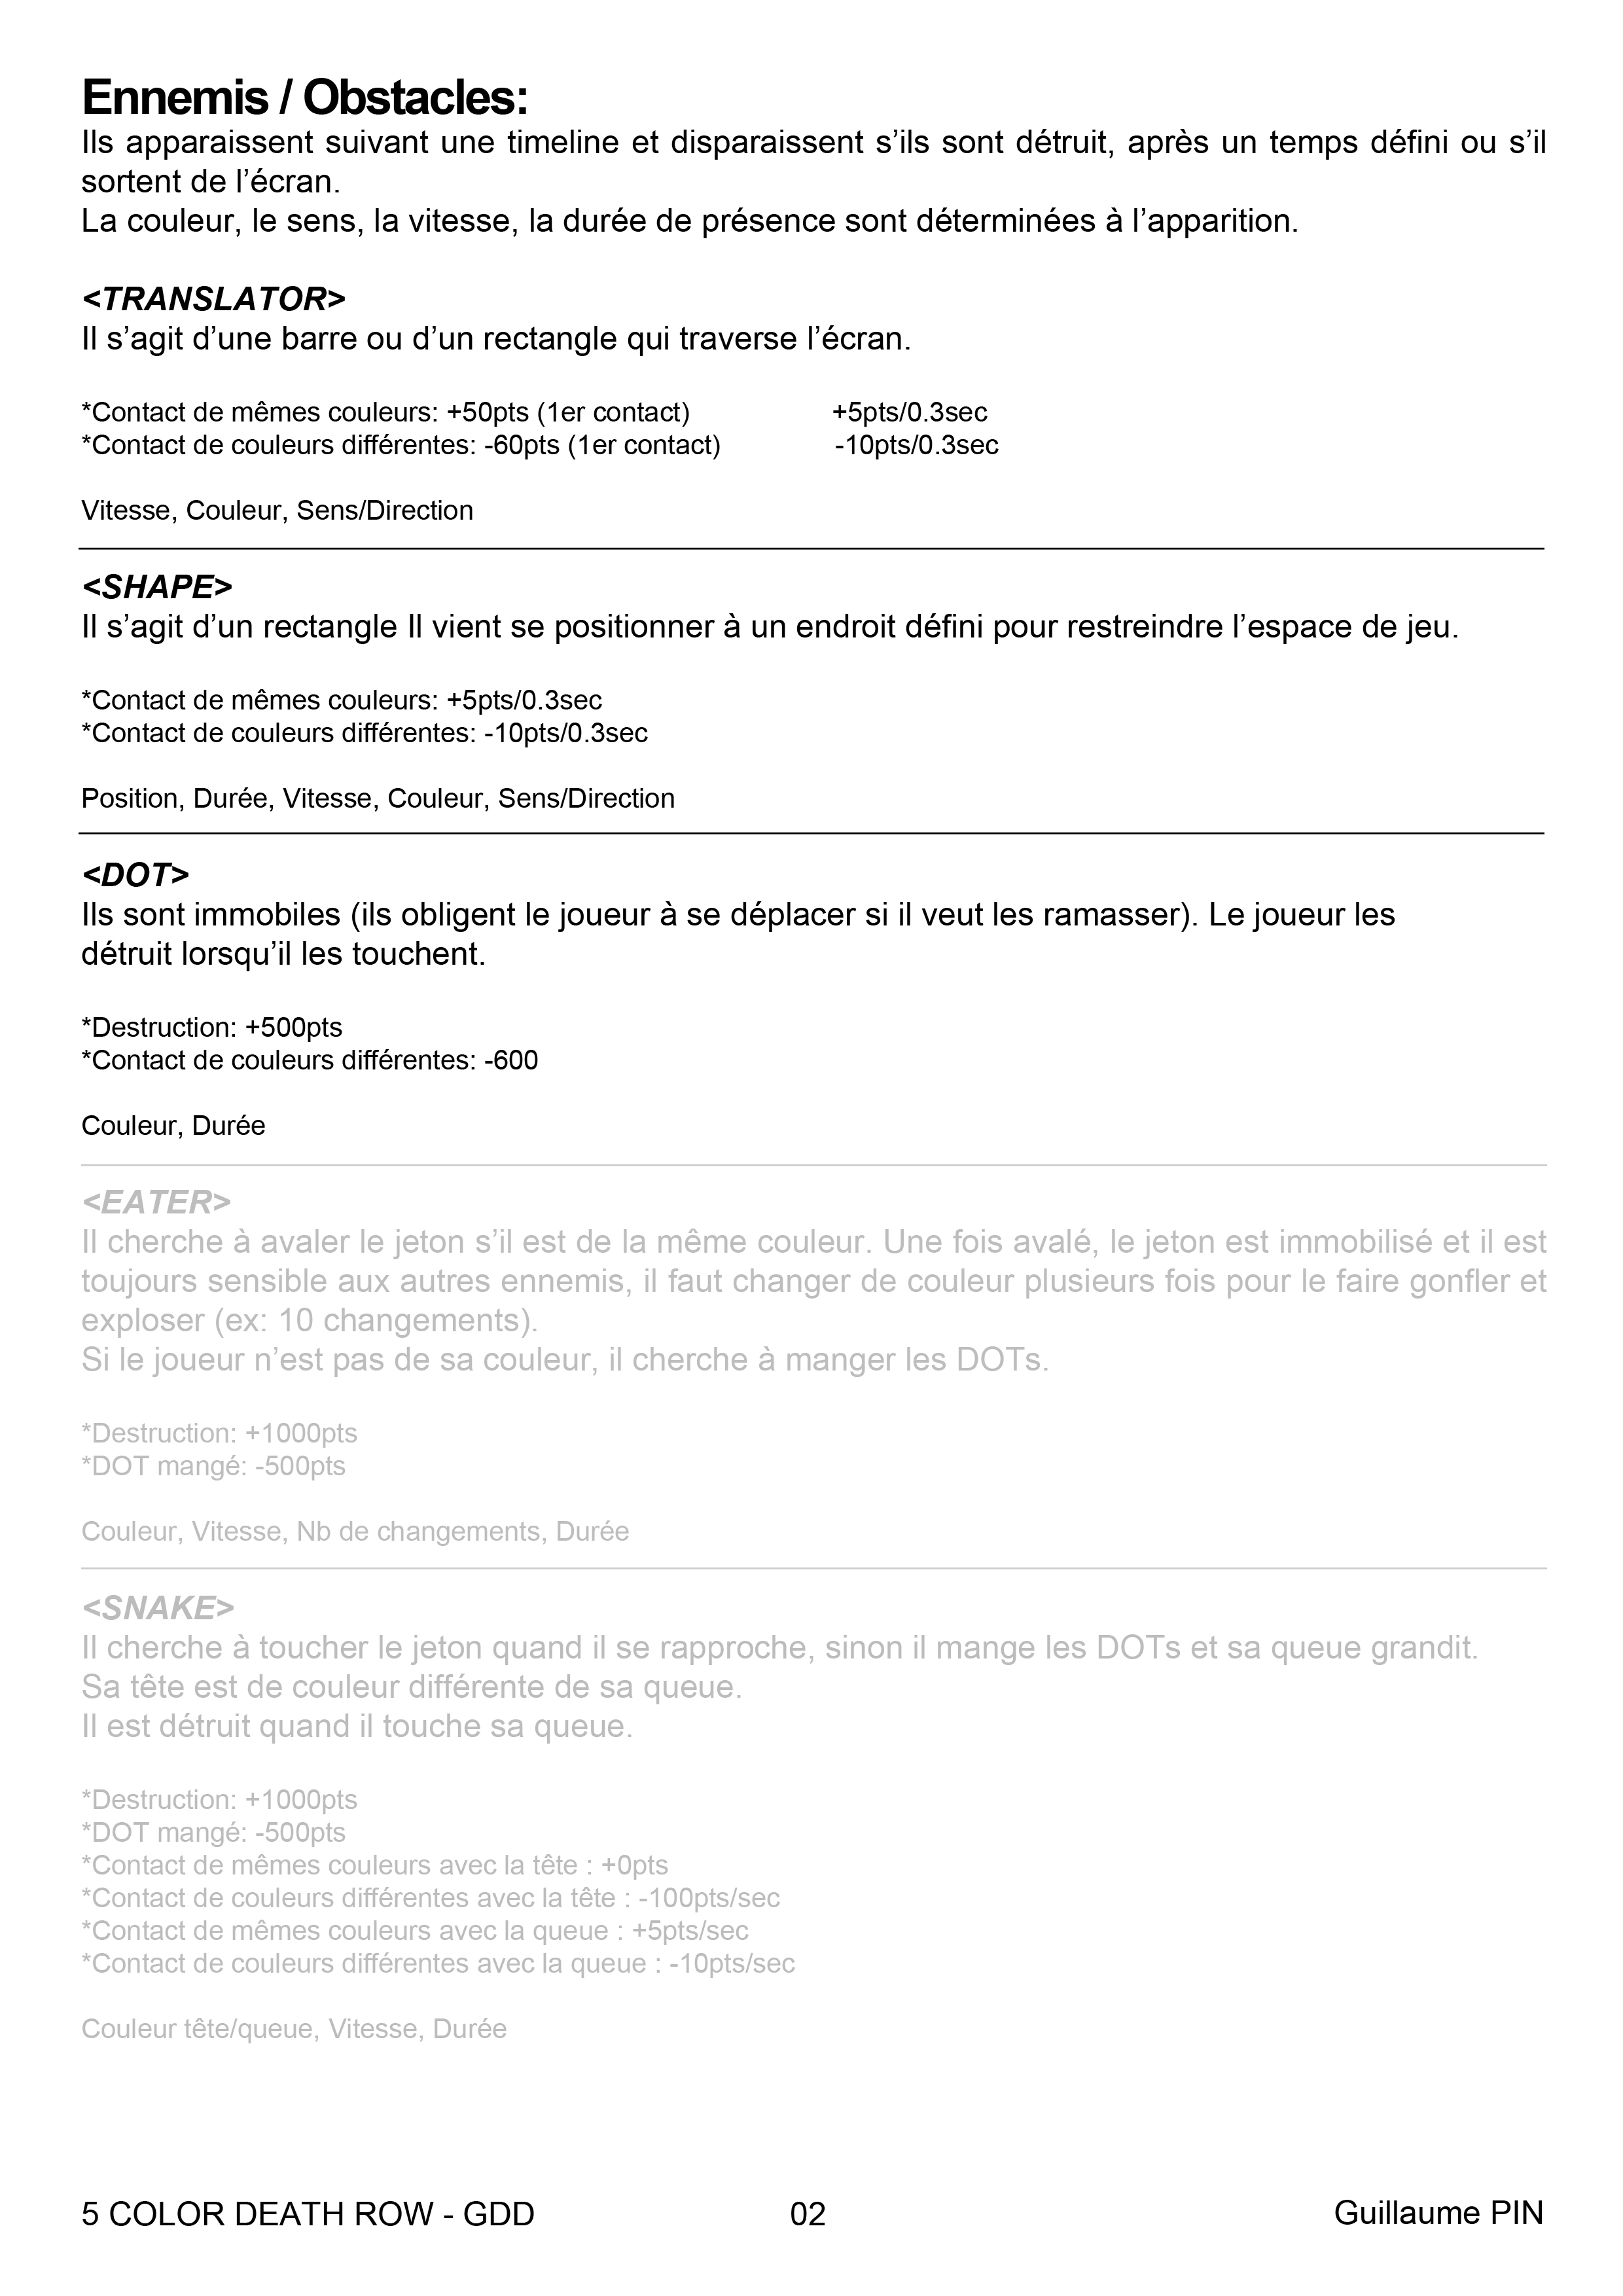 Ennemis / Obstacles:
Ils apparaissent suivant une timeline et disparaissent s’ils sont détruit, après un temps défini ou s’il
sortent de l’écran.
La couleur, le sens, la vitesse, la durée de présence sont déterminées à l’apparition.
<TRANSLATOR>
Il s’agit d’une barre ou d’un rectangle qui traverse l’écran.
*Contact de mêmes couleurs: +50pts (1er contact) +5pts/0.3sec
*Contact de couleurs différentes: -60pts (1er contact) -10pts/0.3sec
Vitesse, Couleur, Sens/Direction
<SHAPE>
Il s’agit d’un rectangle Il vient se positionner à un endroit défini pour restreindre l’espace de jeu.
*Contact de mêmes couleurs: +5pts/0.3sec
*Contact de couleurs différentes: -10pts/0.3sec
Position, Durée, Vitesse, Couleur, Sens/Direction
<DOT>
Ils sont immobiles (ils obligent le joueur à se déplacer si il veut les ramasser). Le joueur les
détruit lorsqu’il les touchent.
*Destruction: +500pts
*Contact de couleurs différentes: -600
Couleur, Durée
<EATER>
Il cherche à avaler le jeton s’il est de la même couleur. Une fois avalé, le jeton est immobilisé et il est
toujours sensible aux autres ennemis, il faut changer de couleur plusieurs fois pour le faire gonfler et
exploser (ex: 10 changements).
Si le joueur n’est pas de sa couleur, il cherche à manger les DOTs.
*Destruction: +1000pts
*DOT mangé: -500pts
Couleur, Vitesse, Nb de changements, Durée
<SNAKE>
Il cherche à toucher le jeton quand il se rapproche, sinon il mange les DOTs et sa queue grandit.
Sa tête est de couleur différente de sa queue.
Il est détruit quand il touche sa queue.
*Destruction: +1000pts
*DOT mangé: -500pts
*Contact de mêmes couleurs avec la tête : +0pts
*Contact de couleurs différentes avec la tête : -100pts/sec
*Contact de mêmes couleurs avec la queue : +5pts/sec
*Contact de couleurs différentes avec la queue : -10pts/sec
Couleur tête/queue, Vitesse, Durée
5 COLOR DEATH ROW - GDD 02 Guillaume PIN